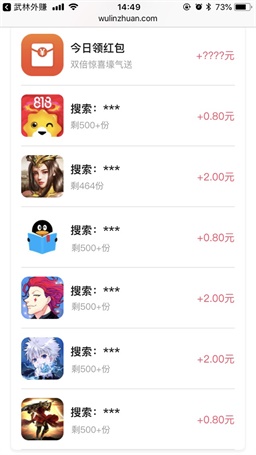 武林外赚 14:49 73%
wulinzhuan.com
今日领红包
双倍惊喜壕气送
+????元
818
搜索：***
剩500+份
+0.80元
搜索：***
剩464份
+2.00元
搜索：***
剩500+份
+0.80元
搜索：***
剩500+份
+2.00元
搜索：***
剩500+份
+2.00元
搜索：***
剩500+份
+0.80元